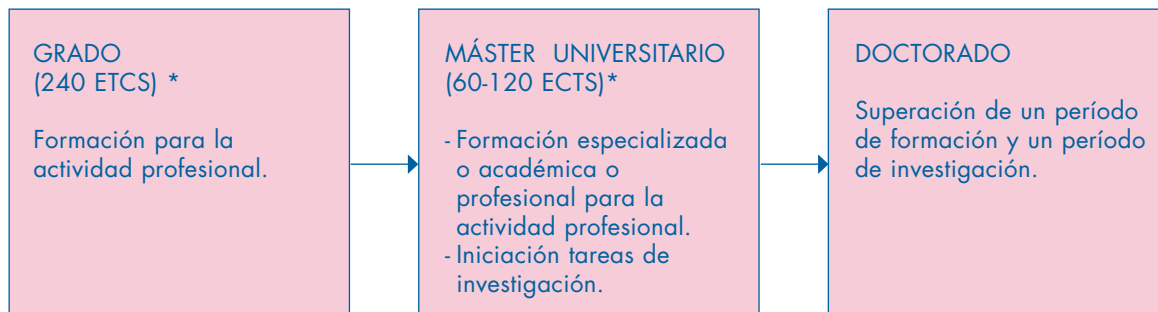 GRADO
(240 ETCS) *
Formación para la
actividad profesional.
MÁSTER UNIVERSITARIO
(60-120 ECTS)*
- Formación especializada
o académica o
profesional para la
actividad profesional.
- Iniciación tareas de
investigación.
DOCTORADO
Superación de un período
de formación y un período
de investigación.